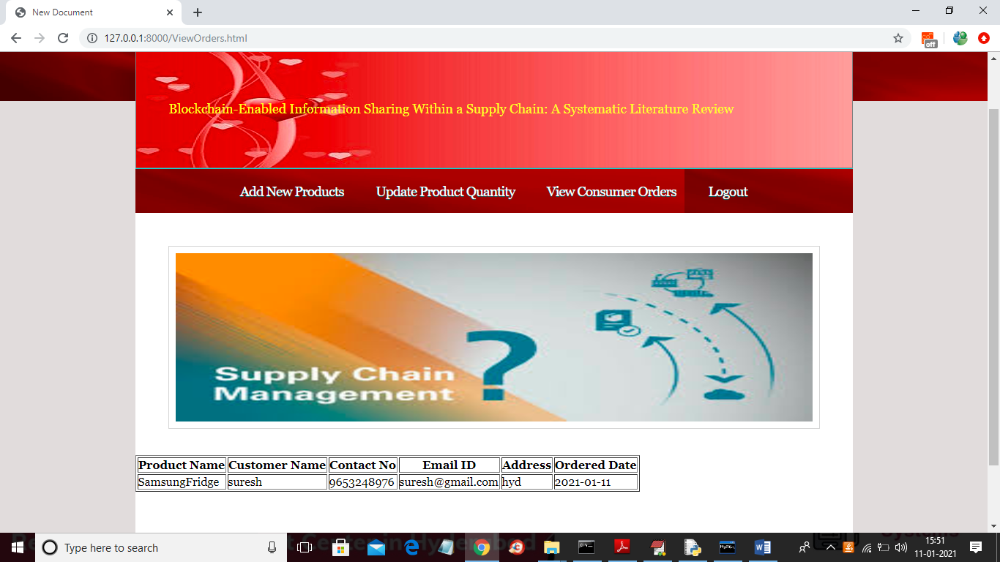 New Document
127.0.0.1:8000/ViewOrders.html
off
Blockchain-Enabled Information Sharing Within a Supply Chain: A Systematic Literature Review
Add New Products Update Product Quantity View Consumer Orders Logout
Supply Chain
Management
?
Product Name Customer Name Contact No Email ID Address Ordered Date
SamsungFridge suresh 9653248976 suresh@gmail.com hyd 2021-01-11
Type here to search
15:51
11-01-2021